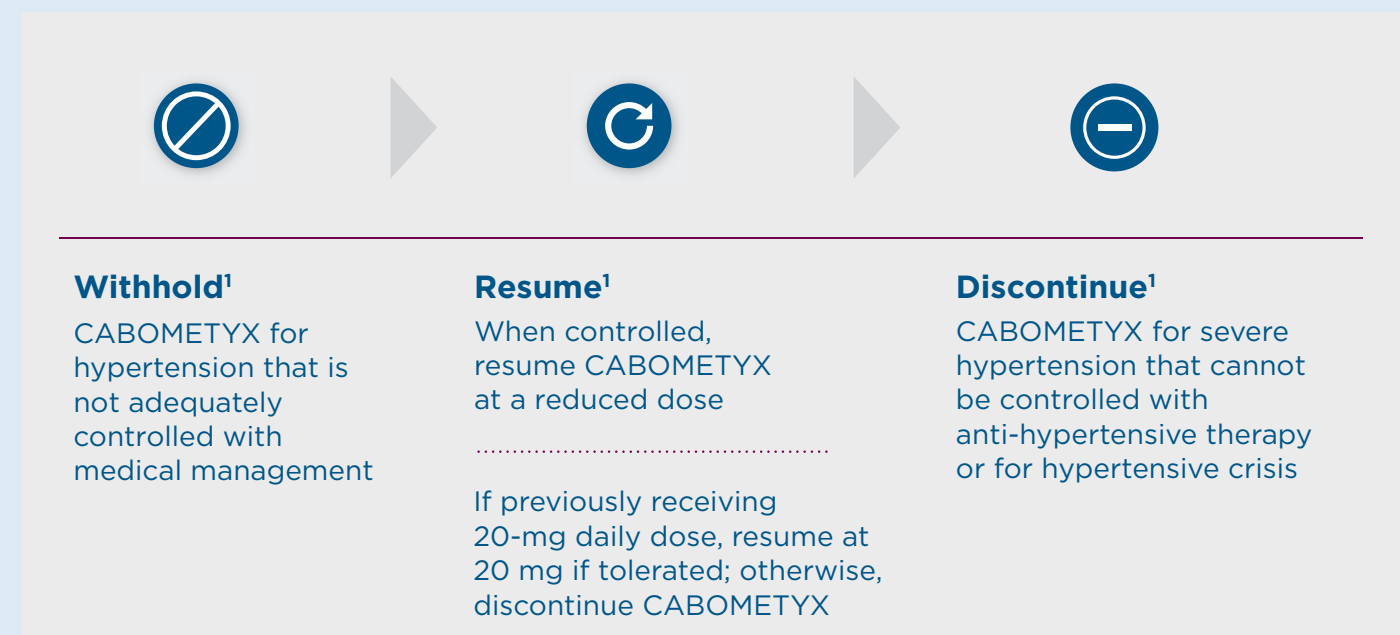 Withhold¹
CABOMETYX for
hypertension that is
not adequately
controlled with
medical management
Resume¹
When controlled,
resume CABOMETYX
at a reduced dose
If previously receiving
20-mg daily dose, resume at
20 mg if tolerated; otherwise,
discontinue CABOMETYX
Discontinue¹
CABOMETYX for severe
hypertension that cannot
be controlled with
anti-hypertensive therapy
or for hypertensive crisis